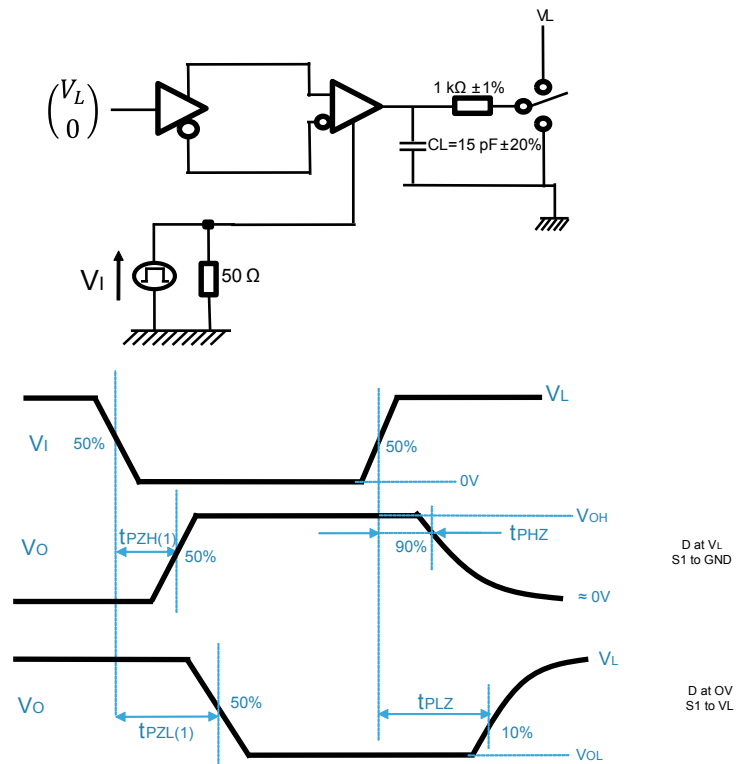 VL
1 kΩ ±1%
(V_L
0)
CL=15 pF±20%
VI
50 Ω
VL
VI
50%
50%
0V
VOH
tPZH(1)
tPHZ
VO
50%
90%
D at VL
S1 to GND
≈ 0V
VL
VO
50%
tPLZ
D at OV
S1 to VL
tPZL(1)
10%
VOL